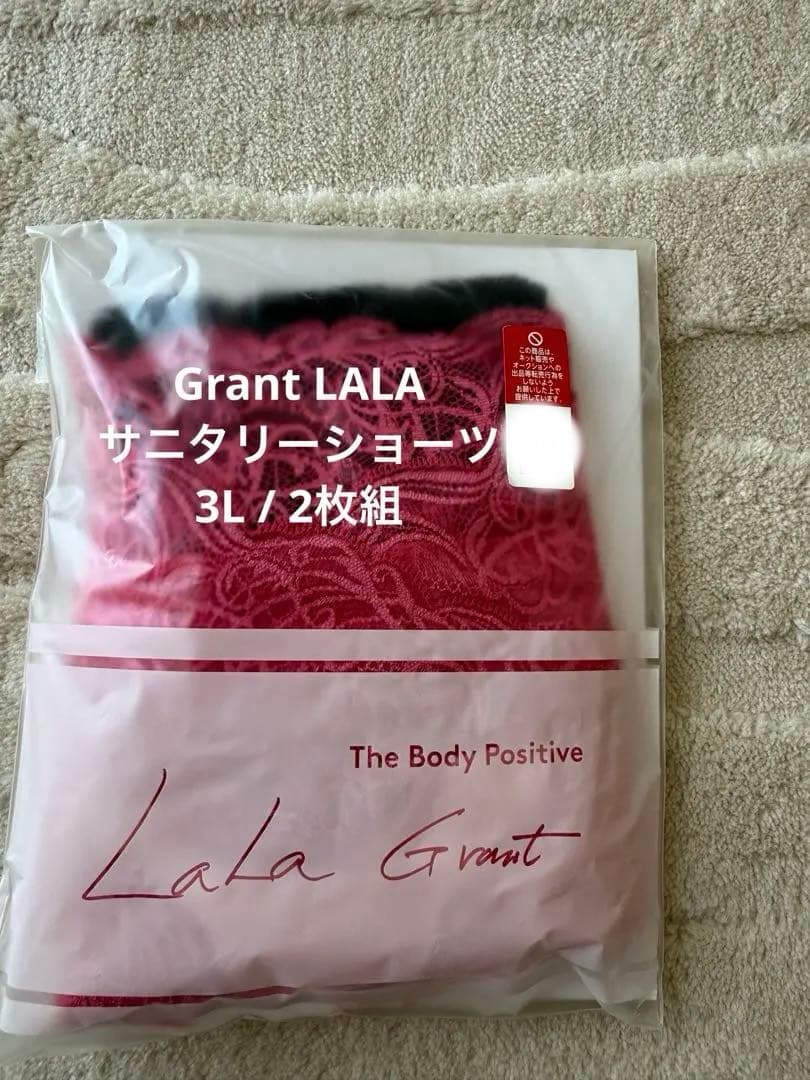 この商品は、
ネット販売や
オークションへの
出品等転売行為を
しないよう
お願いした上で
提供しています。
Grant LALA
サニタリーショーツ
3L / 2枚組
The Body Positive
LaLa Grant